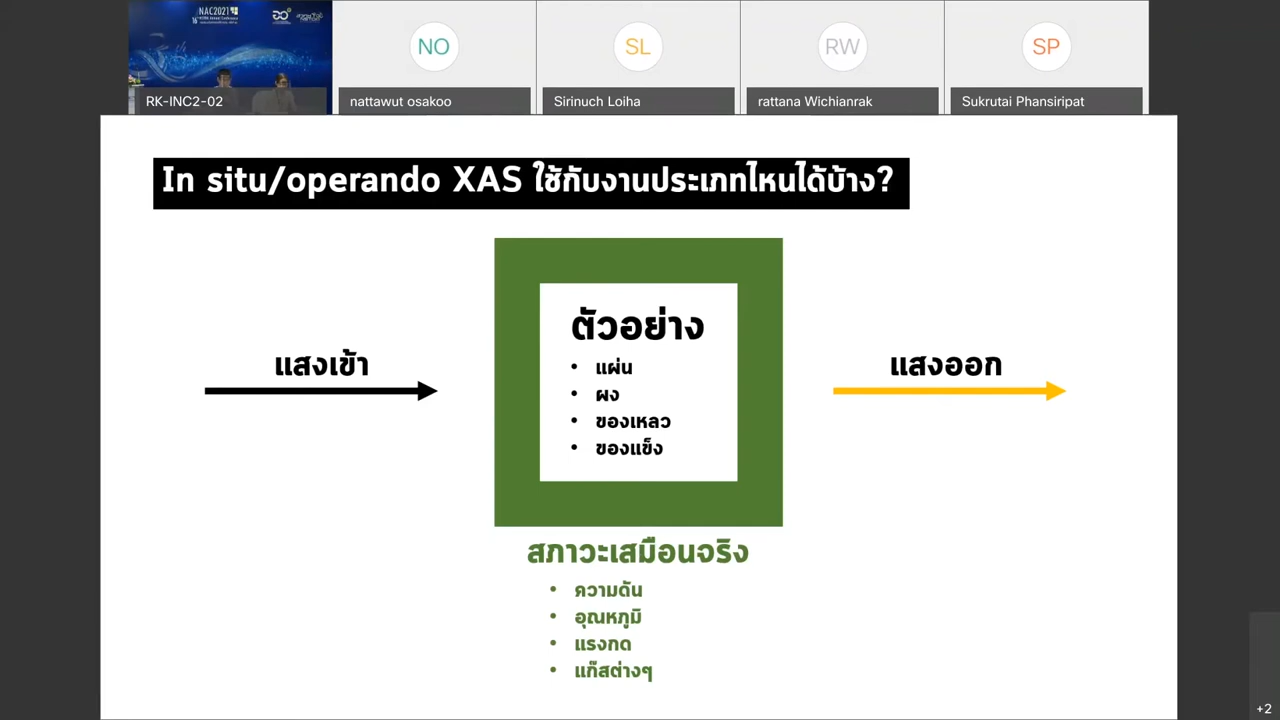 NAC2021
NO
SL
RW
SP
RK-INC2-02
nattawut osakoo
Sirinuch Loiha
rattana Wichianrak
Sukrutai Phansiripat
In situ/operando XAS ใช้กับงานประเภทไหนได้บ้าง?
ตัวอย่าง
• แผ่น
• ผง
• ของเหลว
• ของแข็ง
แสงเข้า
แสงออก
สภาวะเสมือนจริง
• ความดัน
• อุณหภูมิ
• แรงกด
• แก๊สต่างๆ
+2